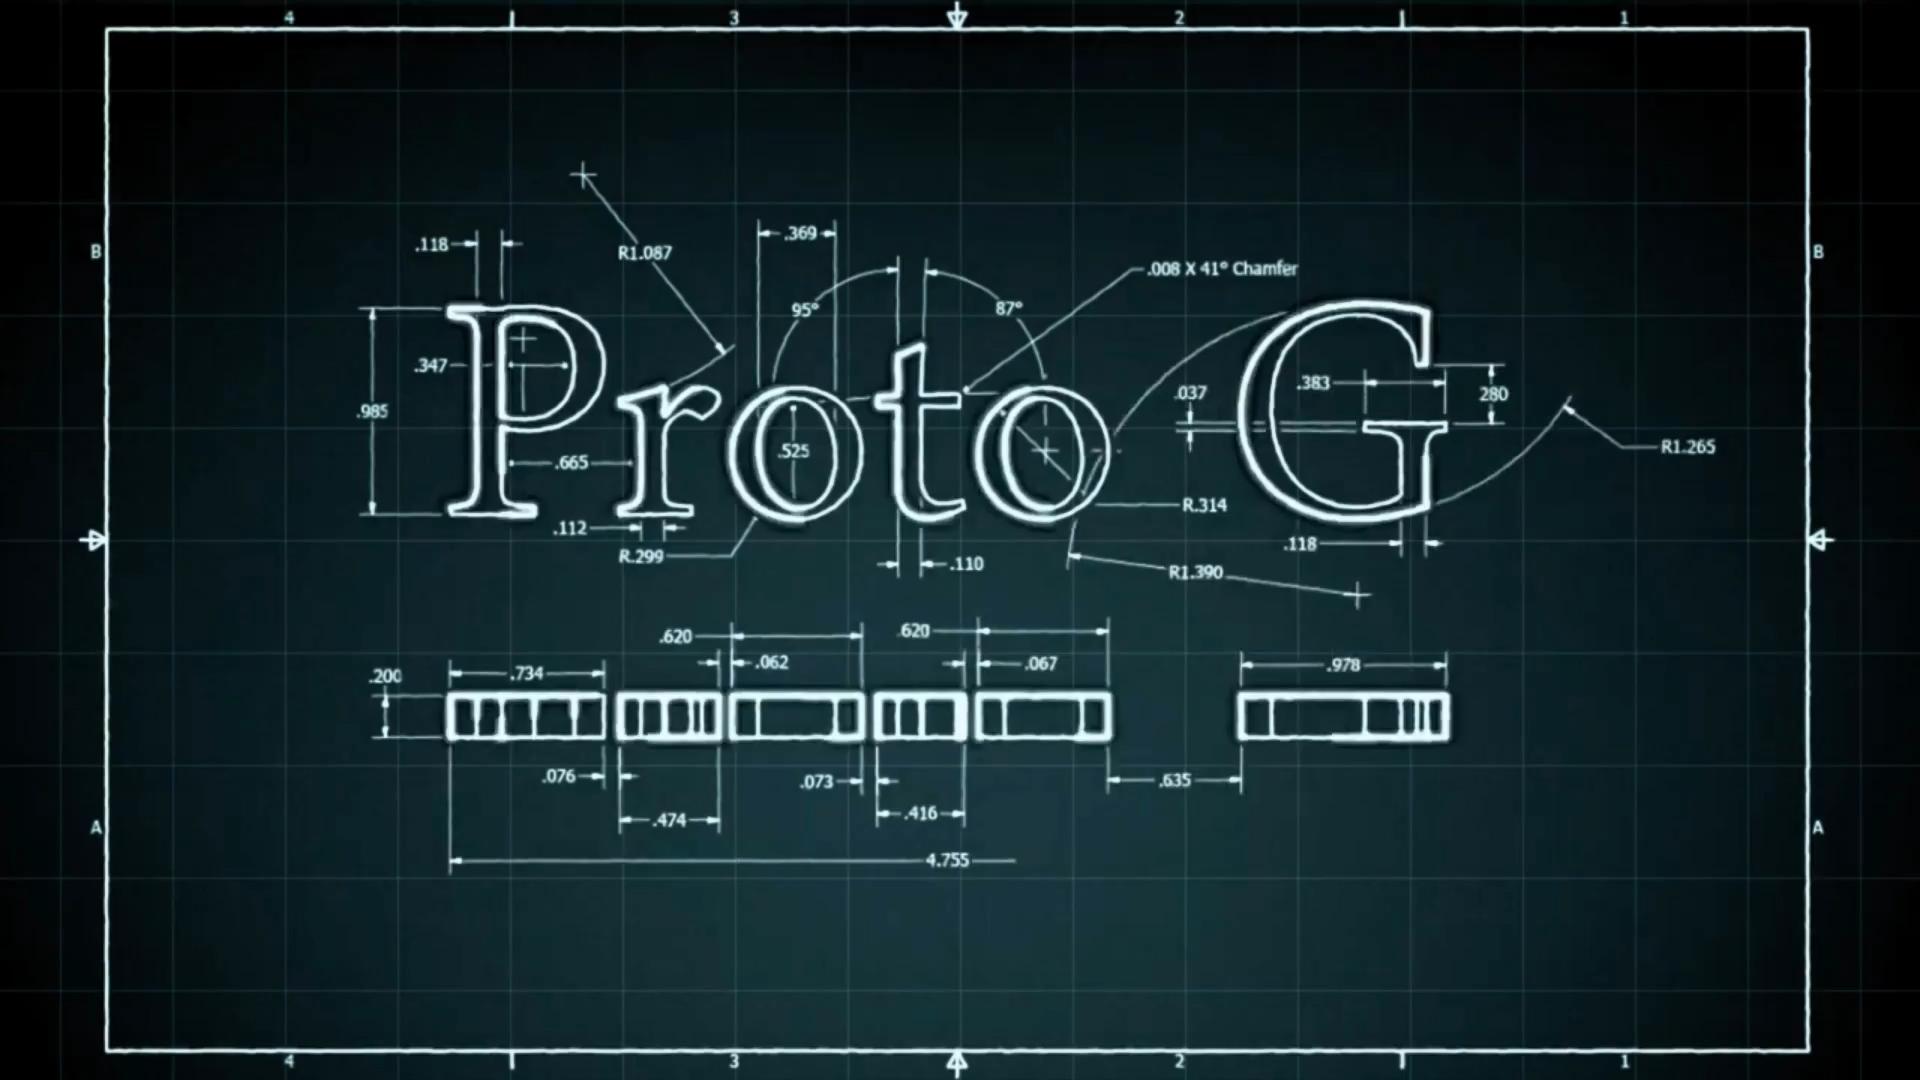 4 3 2 1
B B
.369
.118
R1.087
.008 X 41° Chamfer
95° 87°
Proto G
.347
.383
.037
280
.985
R1.265
.525
.665
R.314
.112
.118
R.299
.110
R1.390
.620 .620
.062 .067
.734 .978
.200
.076 .073 .635
.474 .416
A A
4.755
4 3 2 1